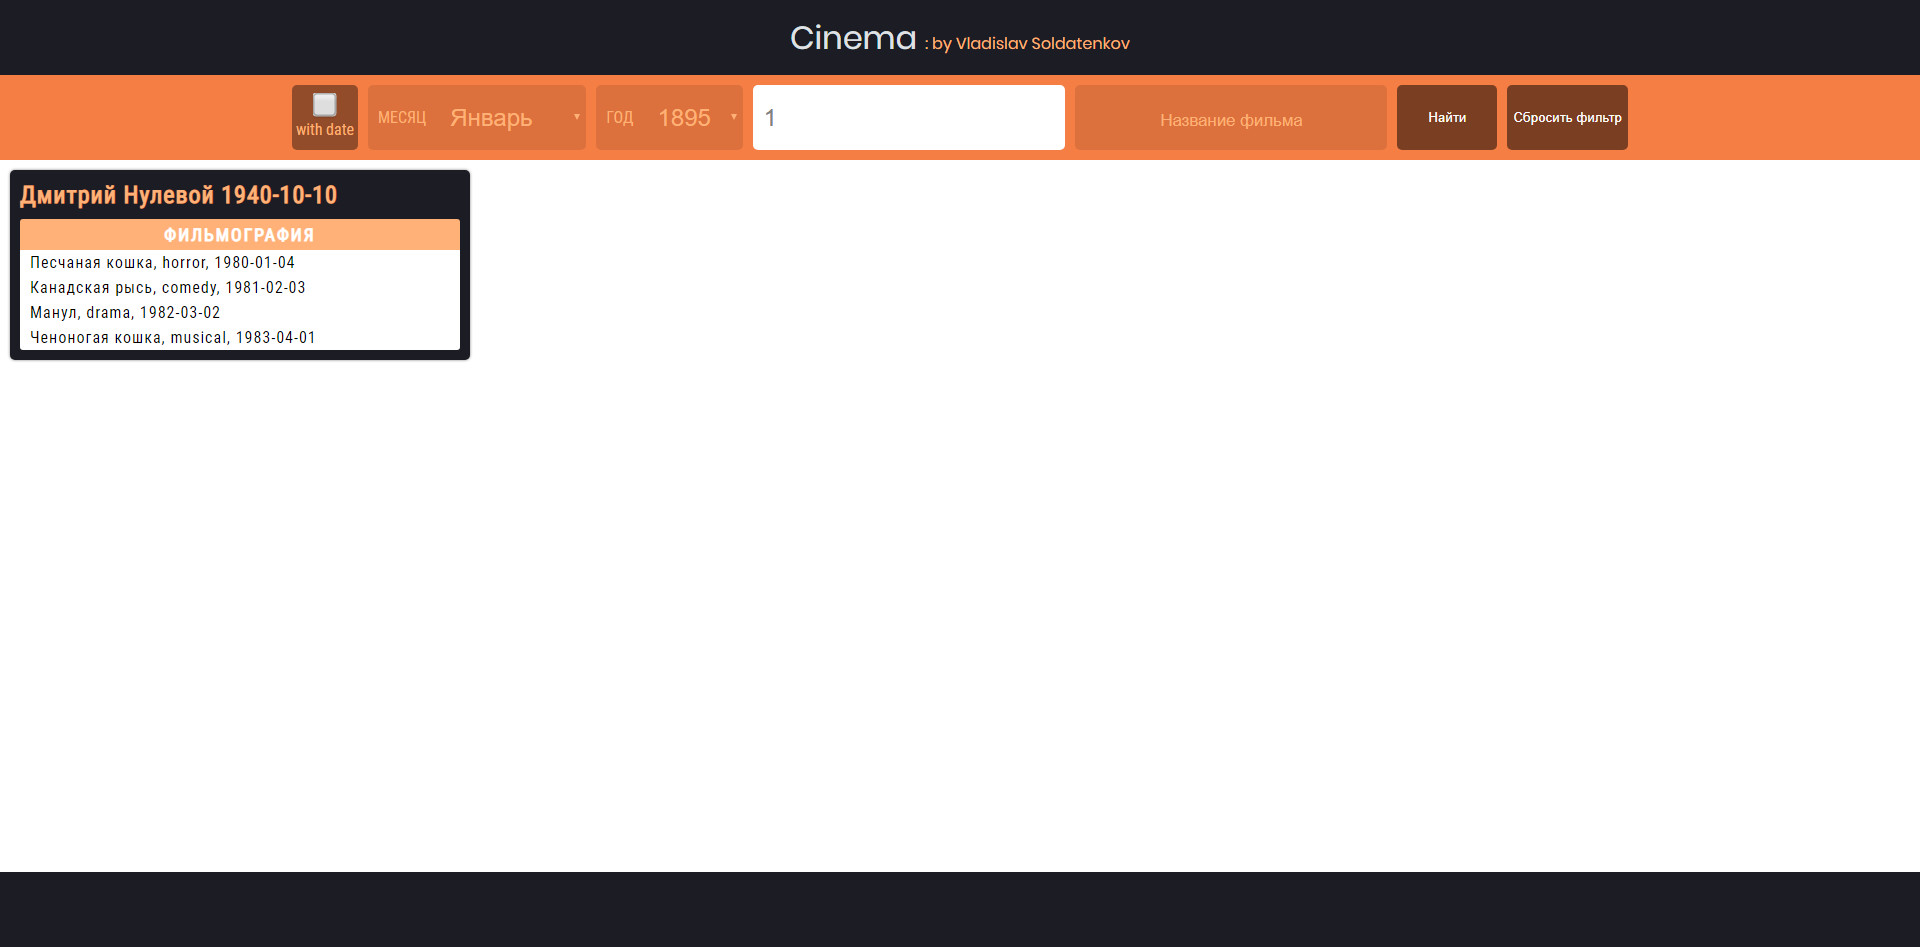 Cinema : by Vladislav Soldatenkov
with date
МЕСЯЦ Январь
ГОД 1895
1
Название фильма
Найти
Сбросить фильтр
Дмитрий Нулевой 1940-10-10
ФИЛЬМОГРАФИЯ
Песчаная кошка, horror, 1980-01-04
Канадская рысь, comedy, 1981-02-03
Манул, drama, 1982-03-02
Ченоногая кошка, musical, 1983-04-01